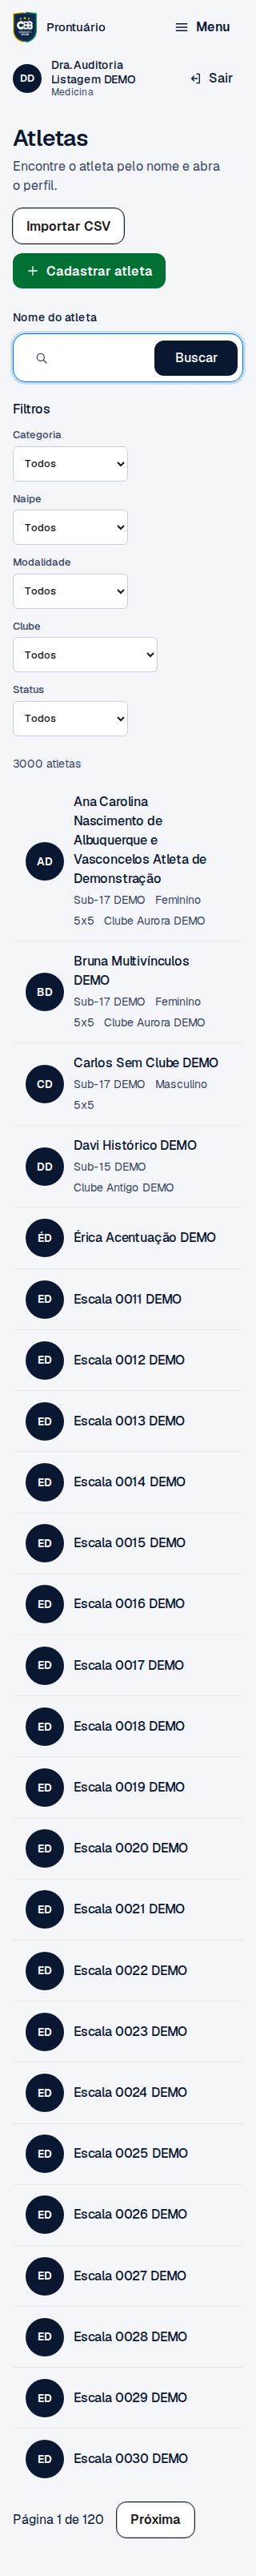 CBB
Prontuário
Menu
DD
Dra. Auditoria
Listagem DEMO
Medicina
Sair
Atletas
Encontre o atleta pelo nome e abra
o perfil.
Importar CSV
+ Cadastrar atleta
Nome do atleta
Buscar
Filtros
Categoria
Todos
Naipe
Todos
Modalidade
Todos
Clube
Todos
Status
Todos
3000 atletas
AD
Ana Carolina
Nascimento de
Albuquerque e
Vasconcelos Atleta de
Demonstração
Sub-17 DEMO Feminino
5x5 Clube Aurora DEMO
BD
Bruna Multivínculos
DEMO
Sub-17 DEMO Feminino
5x5 Clube Aurora DEMO
CD
Carlos Sem Clube DEMO
Sub-17 DEMO Masculino
5x5
DD
Davi Histórico DEMO
Sub-15 DEMO
Clube Antigo DEMO
ÉD
Érica Acentuação DEMO
ED
Escala 0011 DEMO
ED
Escala 0012 DEMO
ED
Escala 0013 DEMO
ED
Escala 0014 DEMO
ED
Escala 0015 DEMO
ED
Escala 0016 DEMO
ED
Escala 0017 DEMO
ED
Escala 0018 DEMO
ED
Escala 0019 DEMO
ED
Escala 0020 DEMO
ED
Escala 0021 DEMO
ED
Escala 0022 DEMO
ED
Escala 0023 DEMO
ED
Escala 0024 DEMO
ED
Escala 0025 DEMO
ED
Escala 0026 DEMO
ED
Escala 0027 DEMO
ED
Escala 0028 DEMO
ED
Escala 0029 DEMO
ED
Escala 0030 DEMO
Página 1 de 120
Próxima